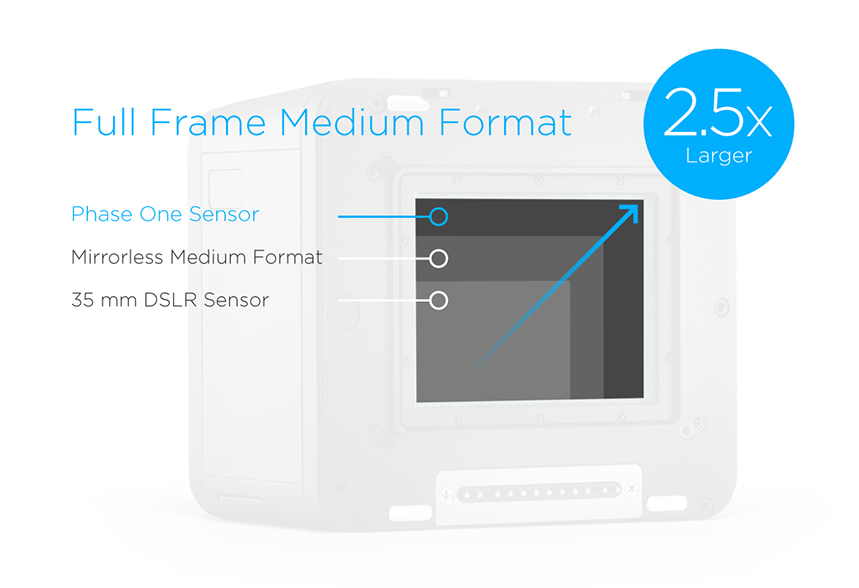 Full Frame Medium Format
2.5x
Larger
Phase One Sensor
Mirrorless Medium Format
35 mm DSLR Sensor